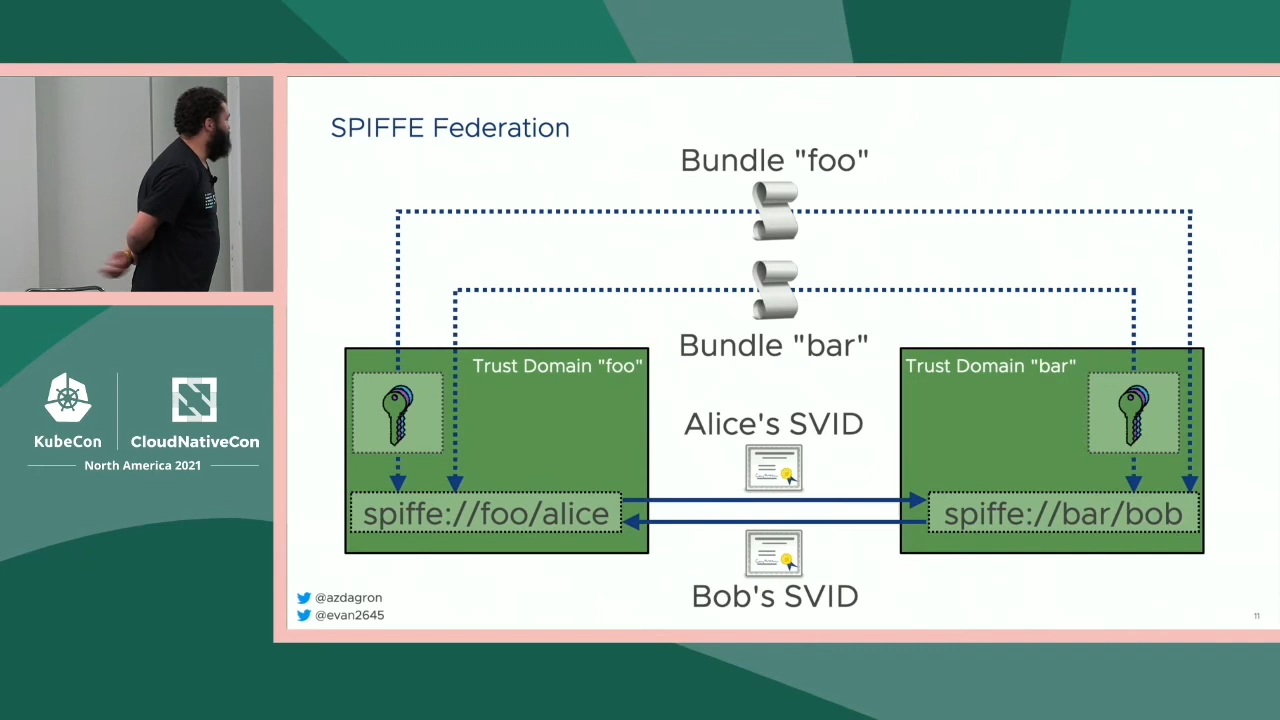 SPIFFE Federation
Bundle "foo"
Bundle "bar"
Trust Domain "foo"
Trust Domain "bar"
Alice's SVID
spiffe://foo/alice
spiffe://bar/bob
Bob's SVID
@azdagron
@evan2645
11
KubeCon
CloudNativeCon
North America 2021